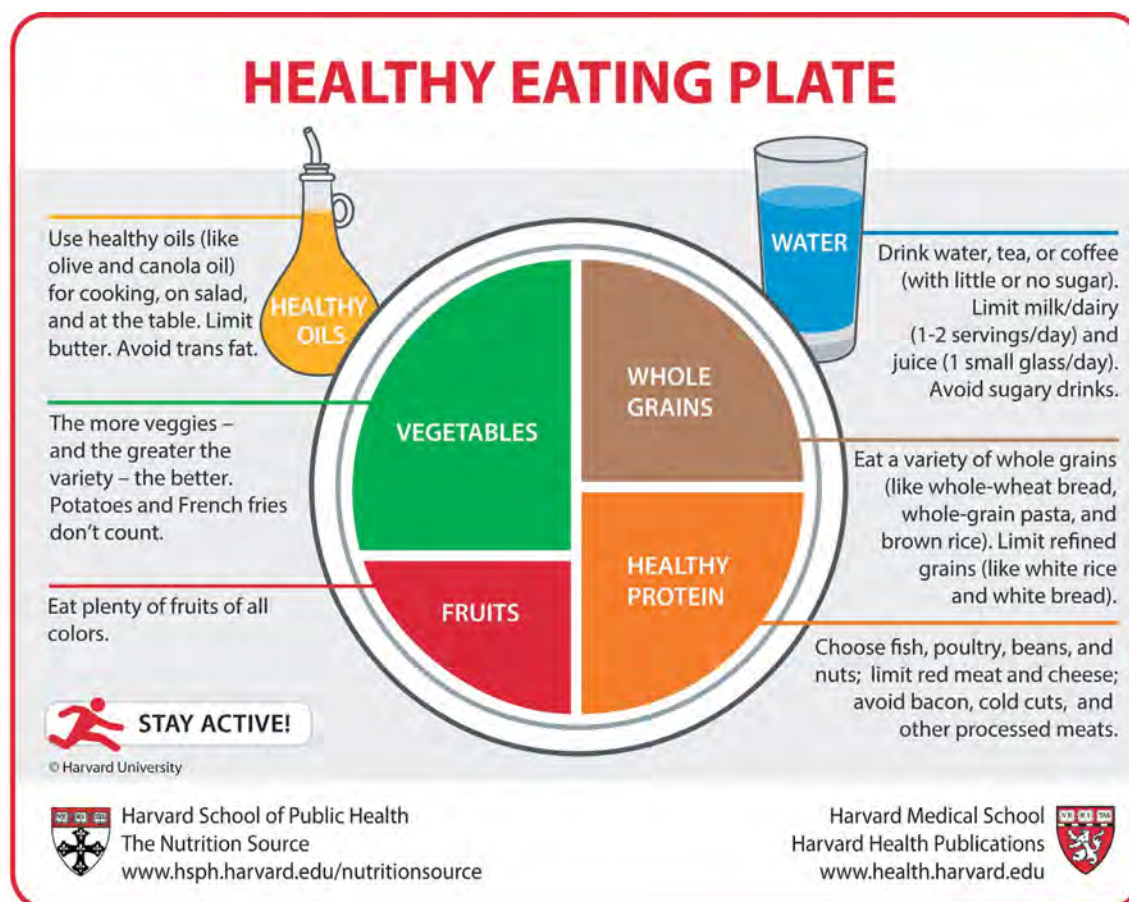 HEALTHY EATING PLATE
Use healthy oils (like
olive and canola oil)
for cooking, on salad,
and at the table. Limit
butter. Avoid trans fat.
HEALTHY
OILS
The more veggies –
and the greater the
variety – the better.
Potatoes and French fries
don’t count.
Eat plenty of fruits of all
colors.
VEGETABLES
FRUITS
WHOLE
GRAINS
HEALTHY
PROTEIN
WATER
Drink water, tea, or coffee
(with little or no sugar).
Limit milk/dairy
(1-2 servings/day) and
juice (1 small glass/day).
Avoid sugary drinks.
Eat a variety of whole grains
(like whole-wheat bread,
whole-grain pasta, and
brown rice). Limit refined
grains (like white rice
and white bread).
Choose fish, poultry, beans, and
nuts; limit red meat and cheese;
avoid bacon, cold cuts, and
other processed meats.
STAY ACTIVE!
© Harvard University
Harvard School of Public Health
The Nutrition Source
www.hsph.harvard.edu/nutritionsource
Harvard Medical School
Harvard Health Publications
www.health.harvard.edu
VE RI TAS